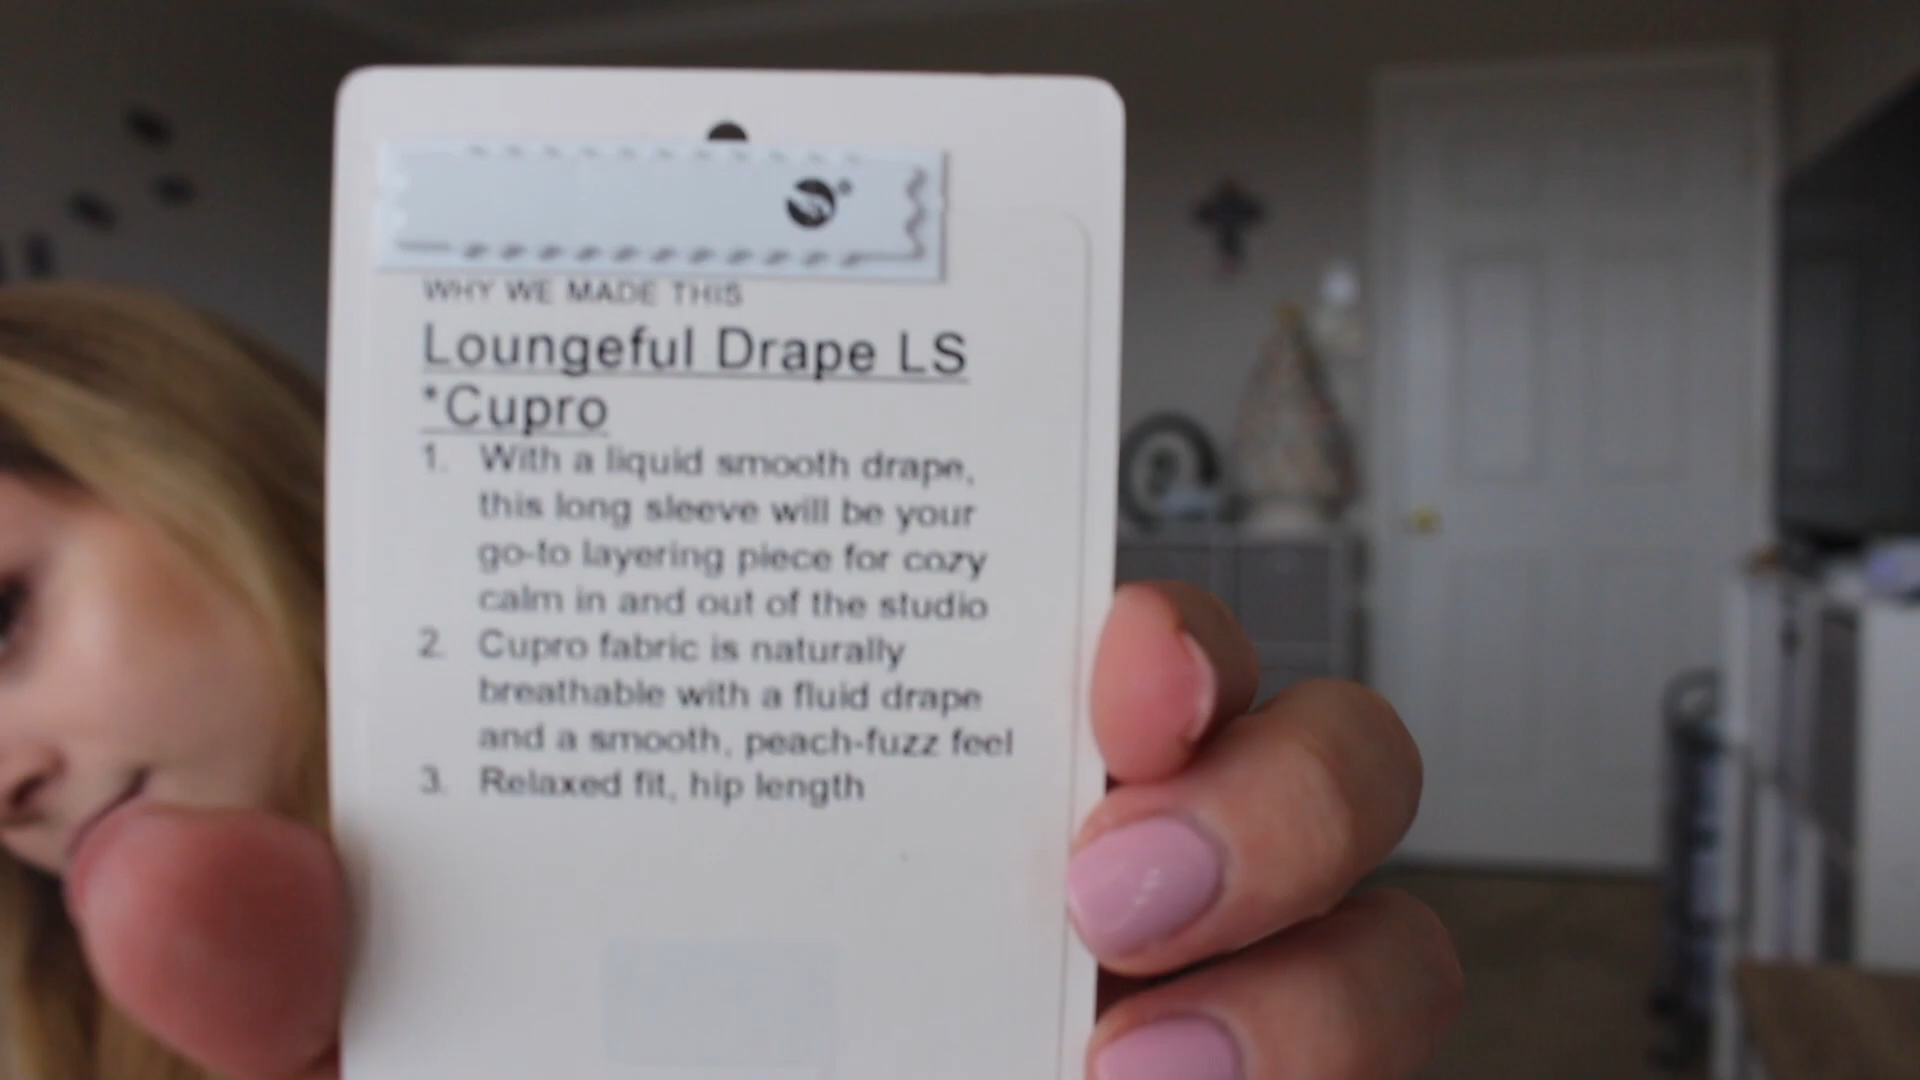 WHY WE MADE THIS
Loungeful Drape LS
*Cupro
1. With a liquid smooth drape,
this long sleeve will be your
go-to layering piece for cozy
calm in and out of the studio
2. Cupro fabric is naturally
breathable with a fluid drape
and a smooth, peach-fuzz feel
3. Relaxed fit, hip length